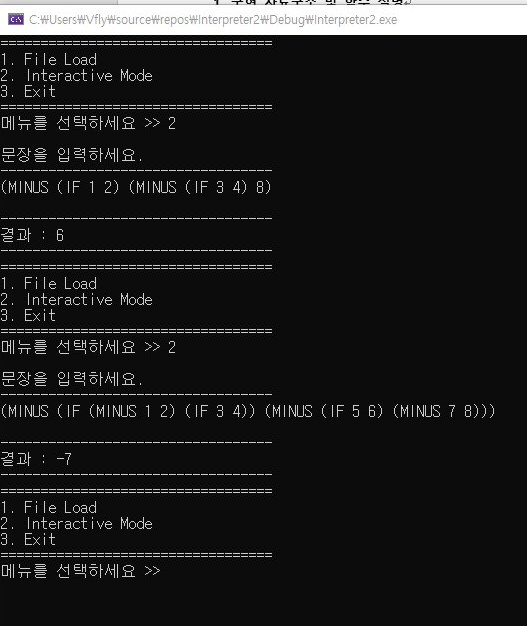 C:\Users\Vfly\source\repos\Interpreter2\Debug\Interpreter2.exe
==================================
1. File Load
2. Interactive Mode
3. Exit
==================================
메뉴를 선택하세요 >> 2
문장을 입력하세요.
----------------------------------
(MINUS (IF 1 2) (MINUS (IF 3 4) 8)
----------------------------------
결과 : 6
----------------------------------
==================================
1. File Load
2. Interactive Mode
3. Exit
==================================
메뉴를 선택하세요 >> 2
문장을 입력하세요.
----------------------------------
(MINUS (IF (MINUS 1 2) (IF 3 4)) (MINUS (IF 5 6) (MINUS 7 8)))
----------------------------------
결과 : -7
----------------------------------
==================================
1. File Load
2. Interactive Mode
3. Exit
==================================
메뉴를 선택하세요 >>